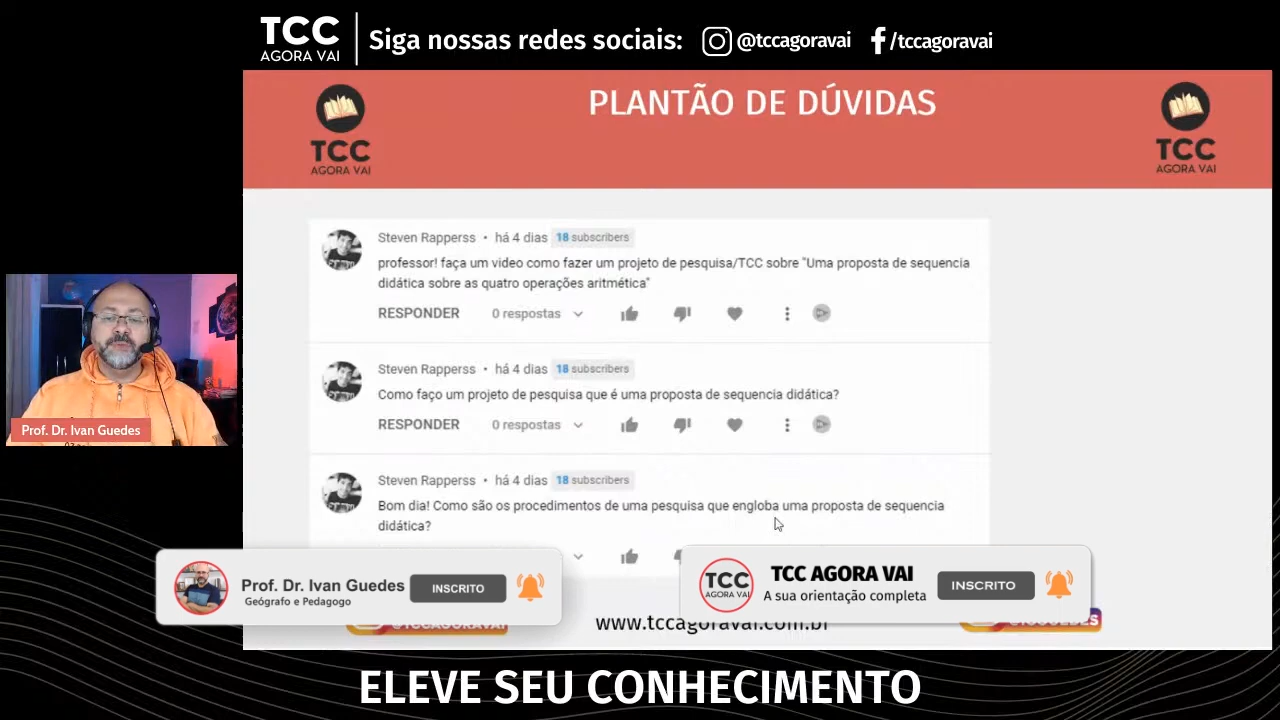 TCC
AGORA VAI
Siga nossas redes sociais:
@tccagoravai
/tccagoravai
PLANTÃO DE DÚVIDAS
TCC
AGORA VAI
TCC
AGORA VAI
Steven Rapperss • há 4 dias 18 subscribers
professor! faça um video como fazer um projeto de pesquisa/TCC sobre "Uma proposta de sequencia
didática sobre as quatro operações aritmética"
RESPONDER 0 respostas
Steven Rapperss • há 4 dias 18 subscribers
Como faço um projeto de pesquisa que é uma proposta de sequencia didática?
RESPONDER 0 respostas
Steven Rapperss • há 4 dias 18 subscribers
Bom dia! Como são os procedimentos de uma pesquisa que engloba uma proposta de sequencia
didática?
Prof. Dr. Ivan Guedes
Prof. Dr. Ivan Guedes
Geógrafo e Pedagogo
INSCRITO
TCC
AGORA VAI
TCC AGORA VAI
A sua orientação completa
INSCRITO
@TCCAGORAVAI
www.tccagoravai.com.br
ELEVE SEU CONHECIMENTO